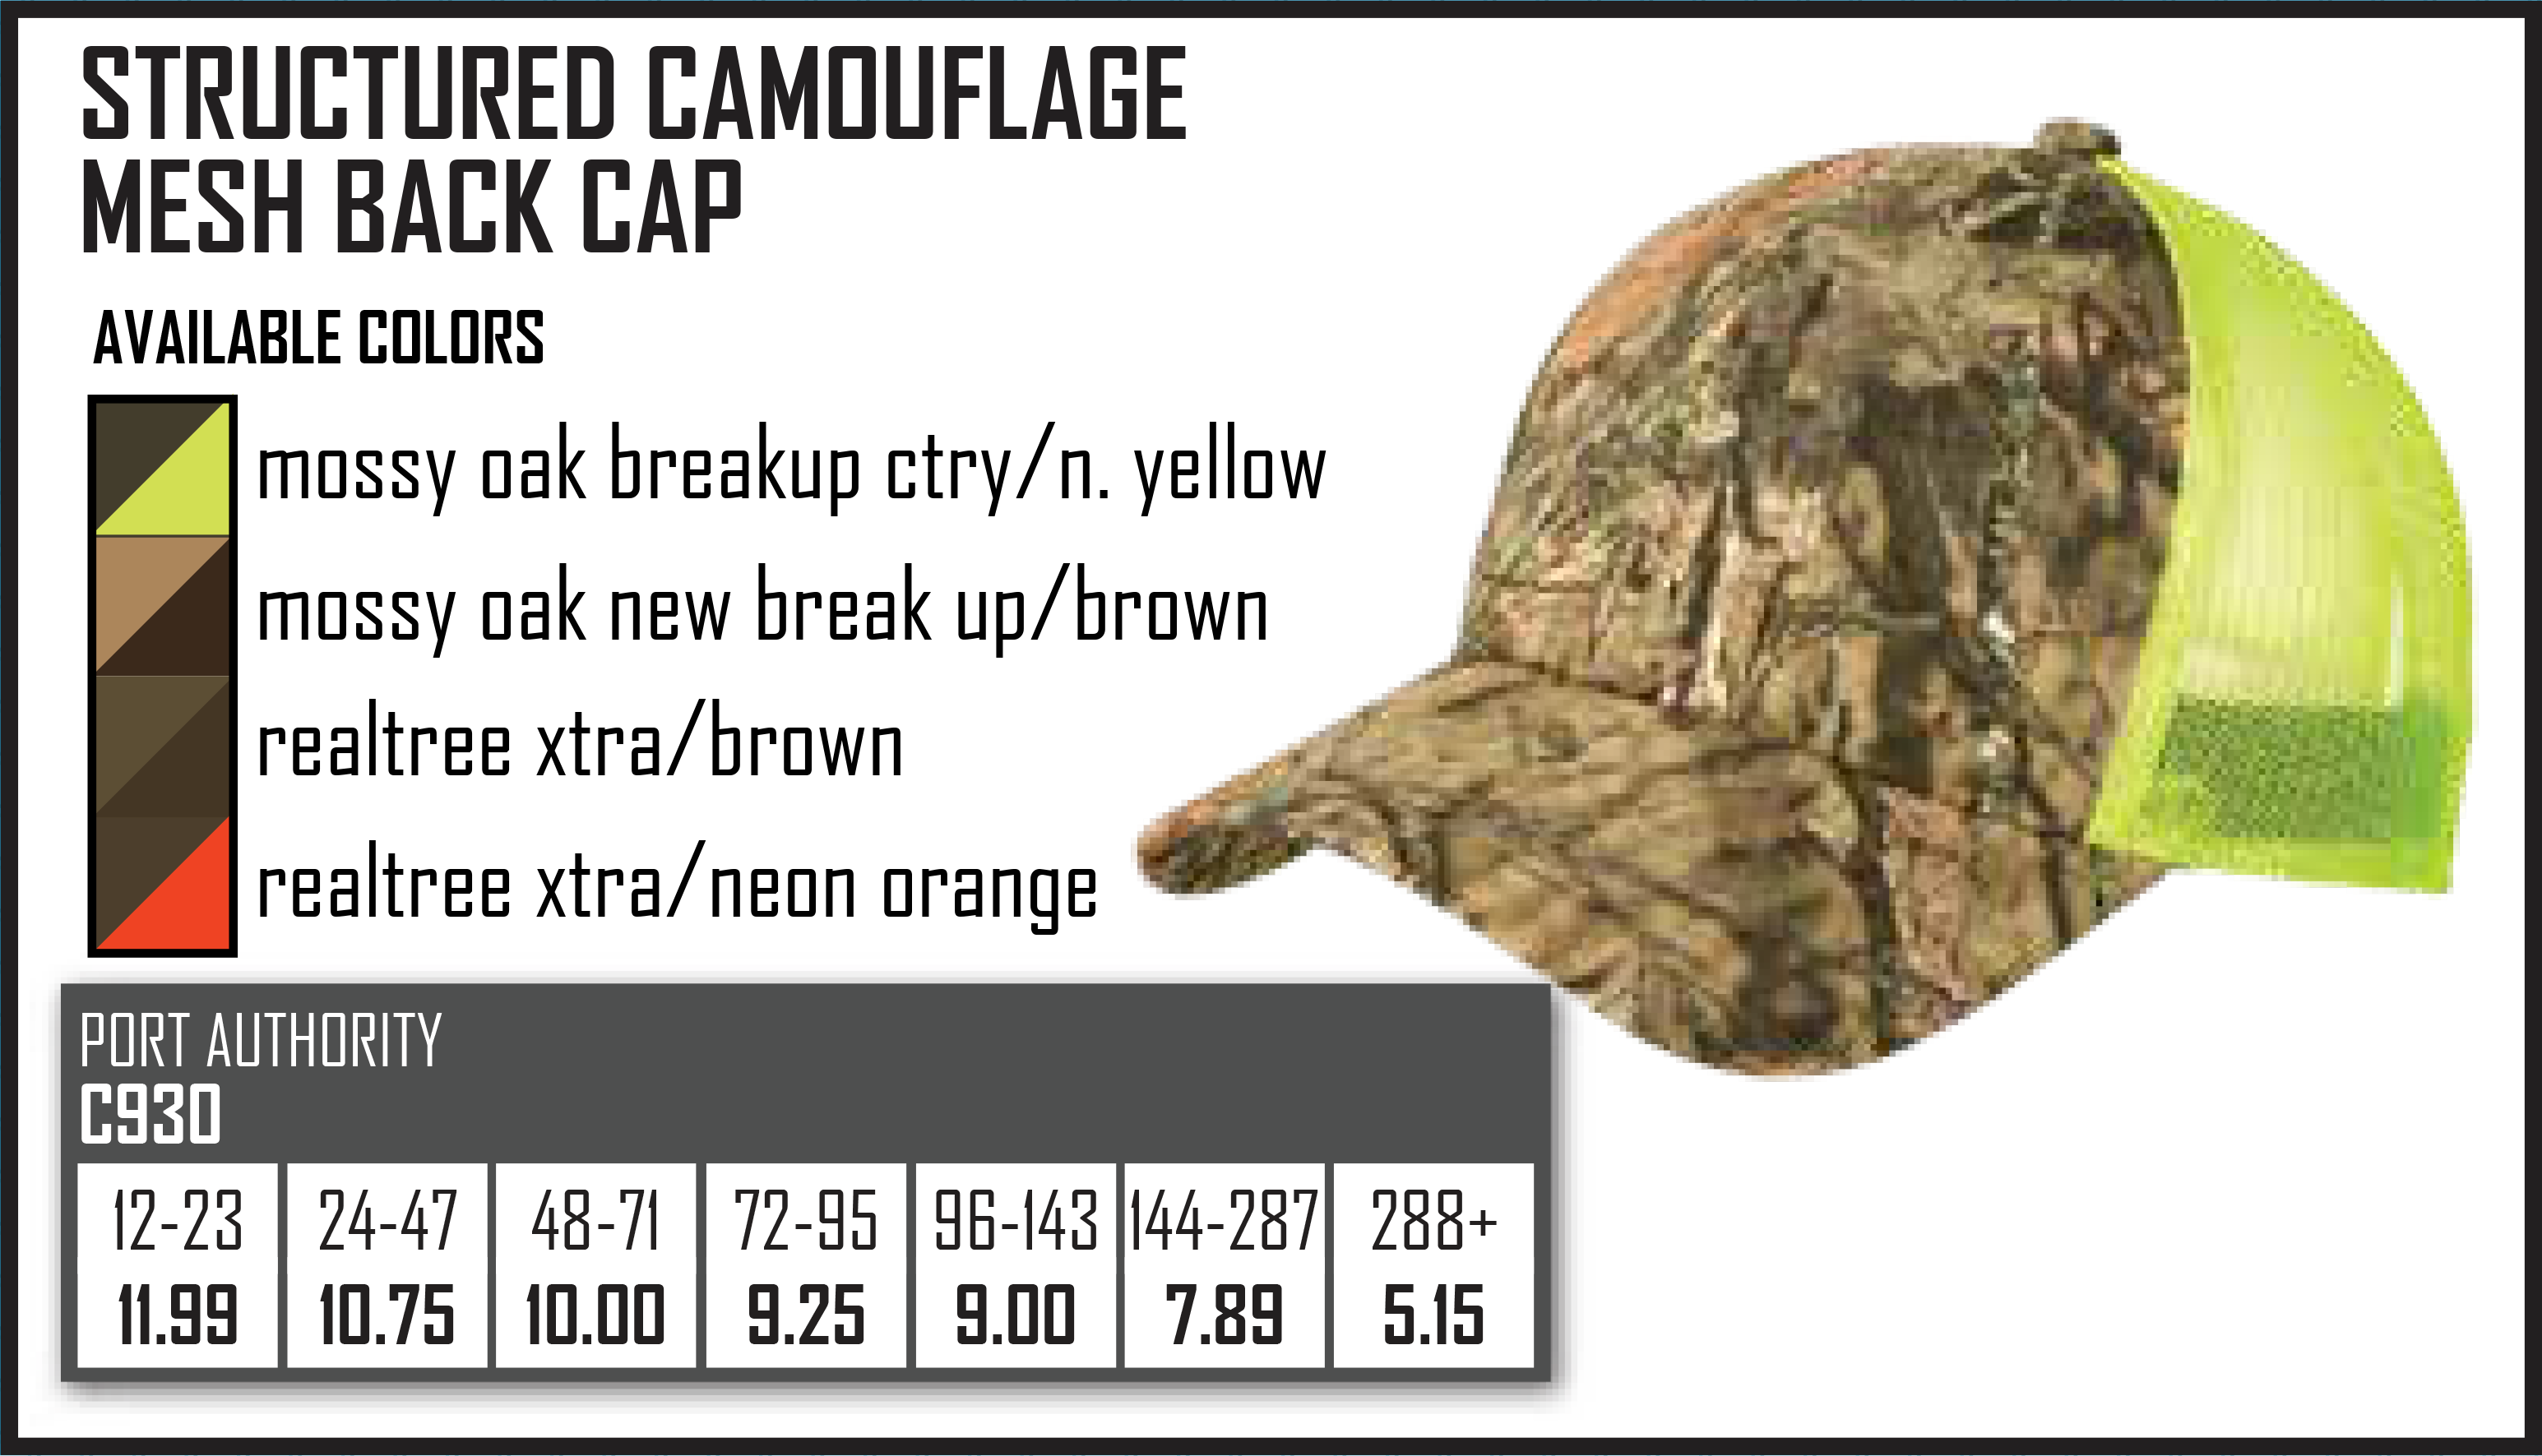 STRUCTURED CAMOUFLAGE
MESH BACK CAP
AVAILABLE COLORS
mossy oak breakup ctry/n. yellow
mossy oak new break up/brown
realtree xtra/brown
realtree xtra/neon orange
PORT AUTHORITY
C930
12-23 24-47 48-71 72-95 96-143 144-287 288+
11.99 10.75 10.00 9.25 9.00 7.89 5.15